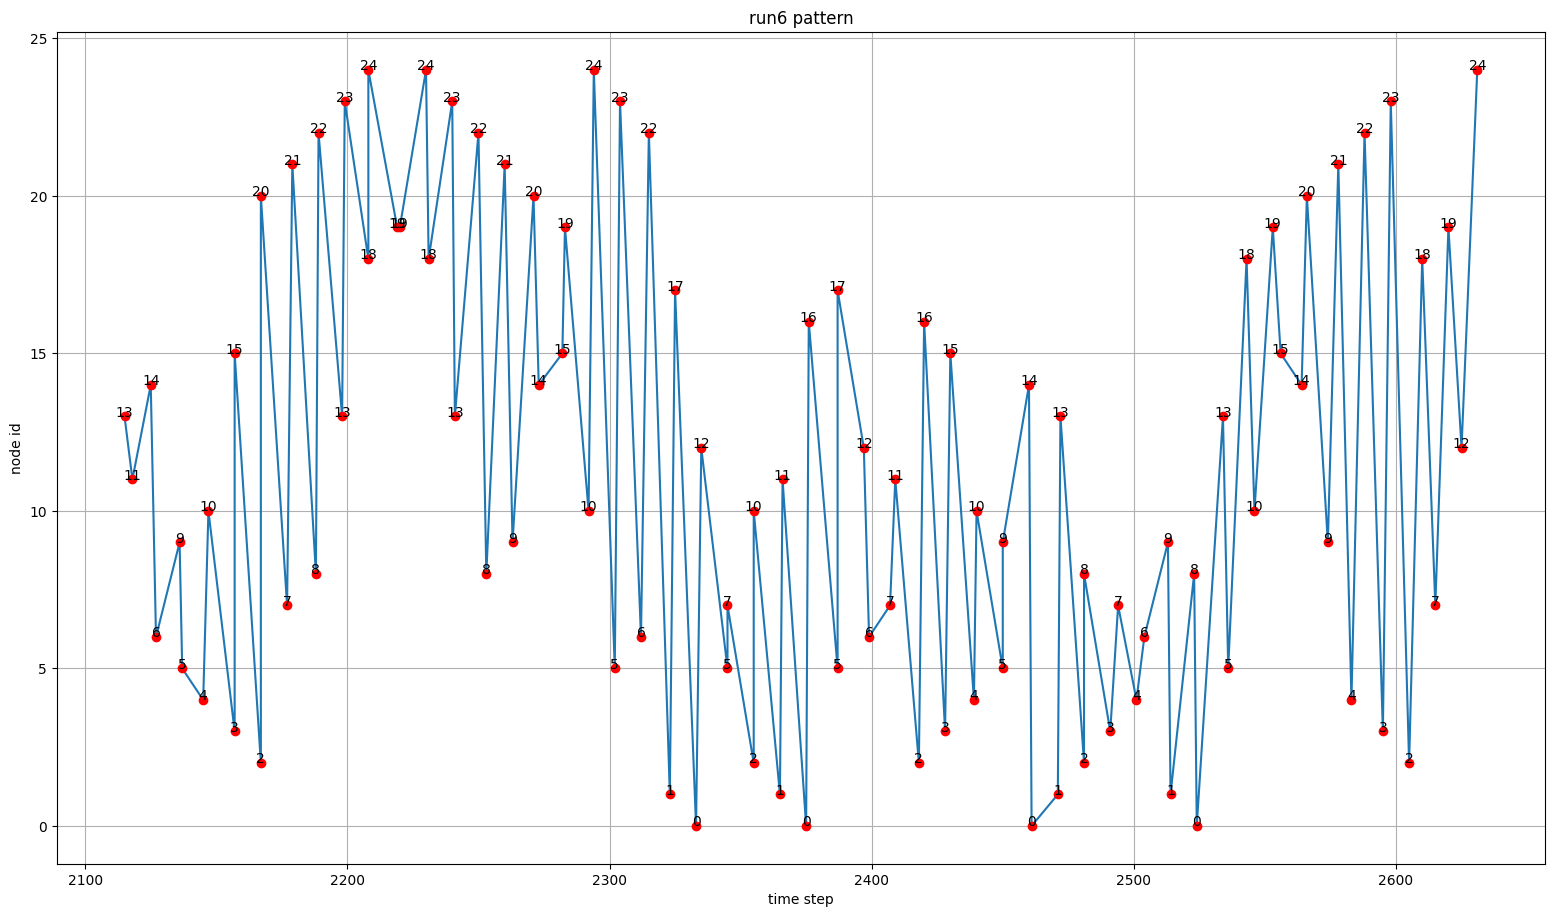 run6 pattern
25
24 24 24 24
23 23 23 23
22 22 22 22
21 21 21
20 20 20 20
19 19 19 19 19
18 18 18 18
17 17
16 16
15 15 15 15
15
14 14 14 14
13 13 13 13 13
12 12 12
11 11 11
10 10 10 10 10
10
9 9 9 9 9
8 8 8 8
7 7 7 7 7
6 6 6 6
5 5 5 5 5 5
5
4 4 4 4
3 3 3 3
2 2 2 2 2
1 1 1 1
0 0 0 0 0
node id
2100 2200 2300 2400 2500 2600
time step